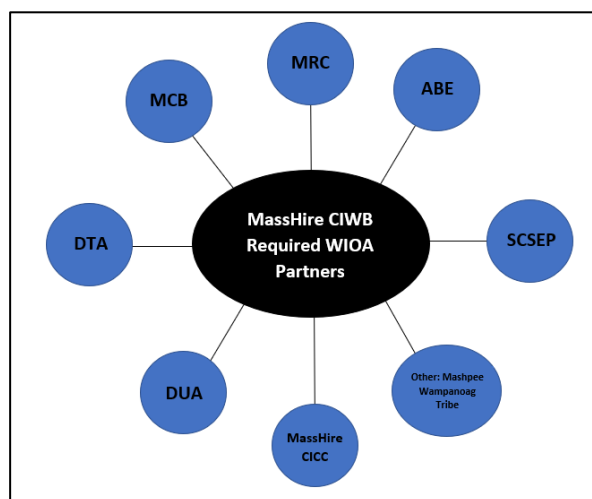 MRC
MCB
ABE
MassHire CIWB
Required WIOA
Partners
DTA
SCSEP
DUA
Other: Mashpee
Wampanoag
Tribe
MassHire
CICC